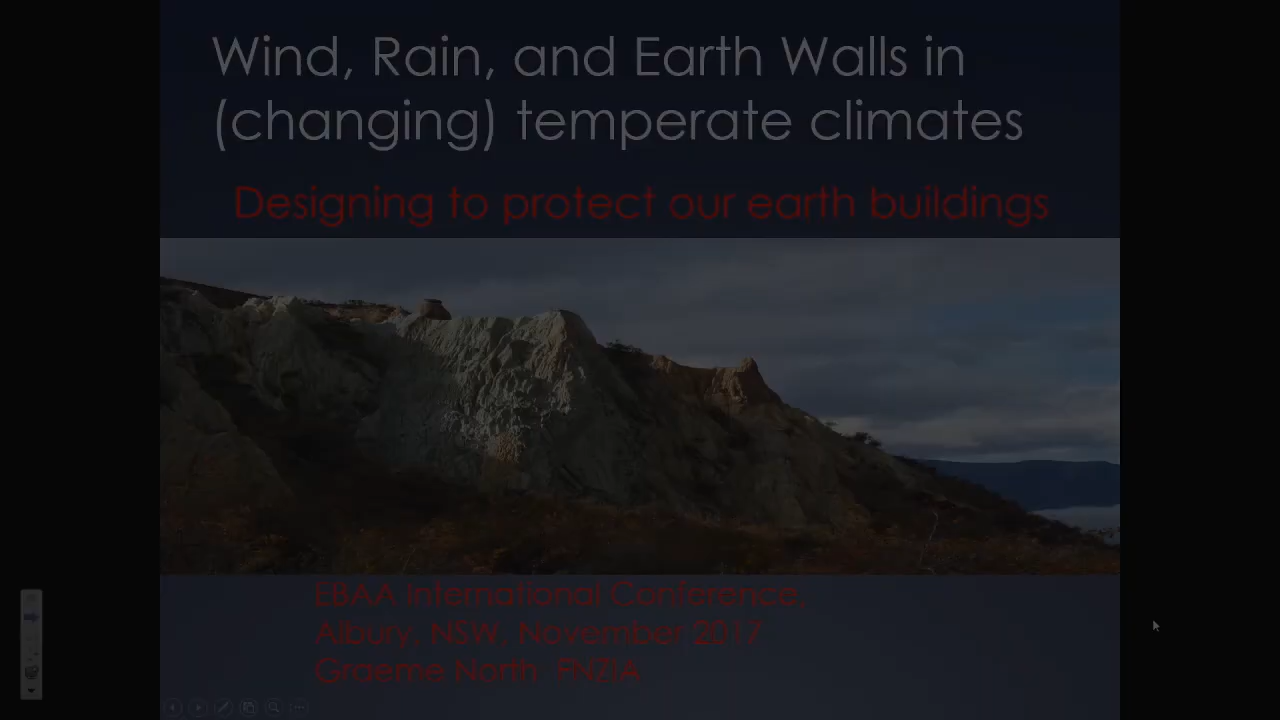 Wind, Rain, and Earth Walls in
(changing) temperate climates
Designing to protect our earth buildings
EBAA International Conference,
Albury, NSW, November 2017
Graeme North FNZIA